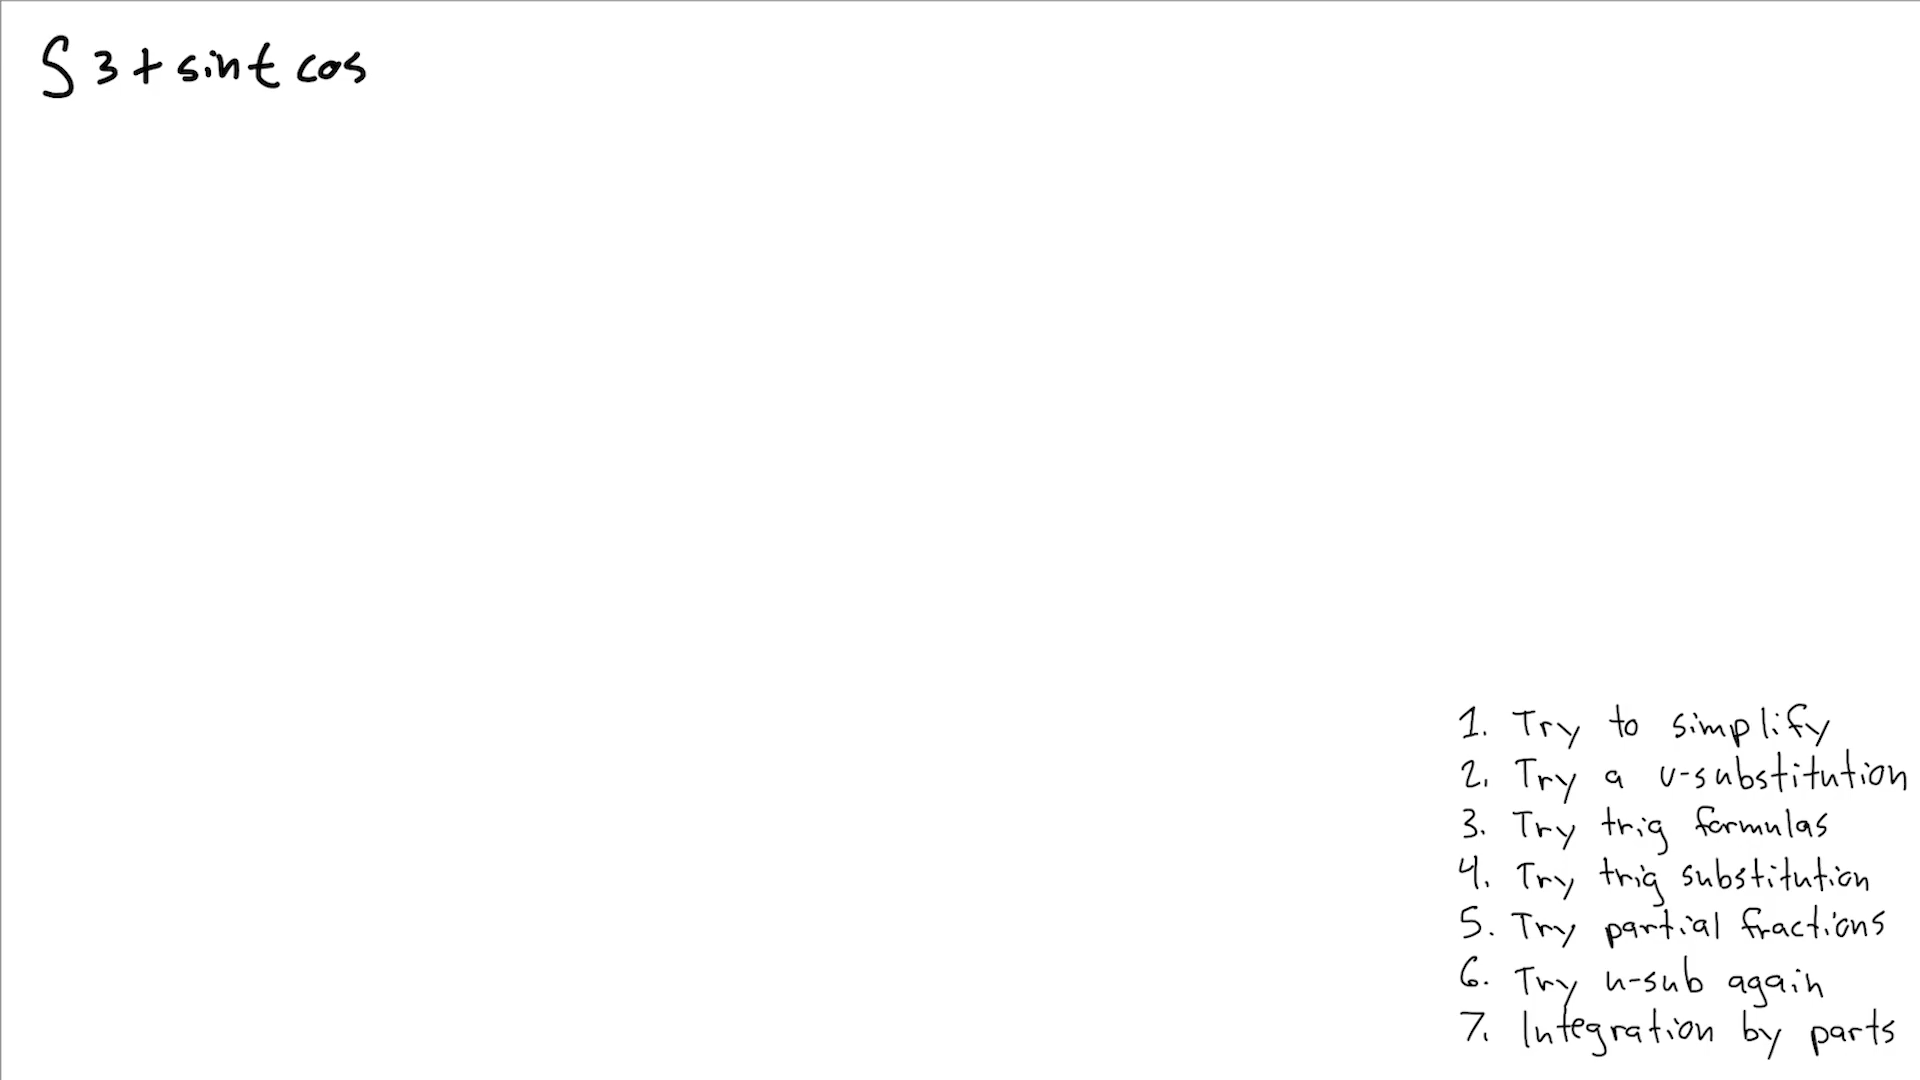 ∫ 3 + sin t cos
1. Try to simplify
2. Try a u-substitution
3. Try trig formulas
4. Try trig substitution
5. Try partial fractions
6. Try u-sub again
7. Integration by parts